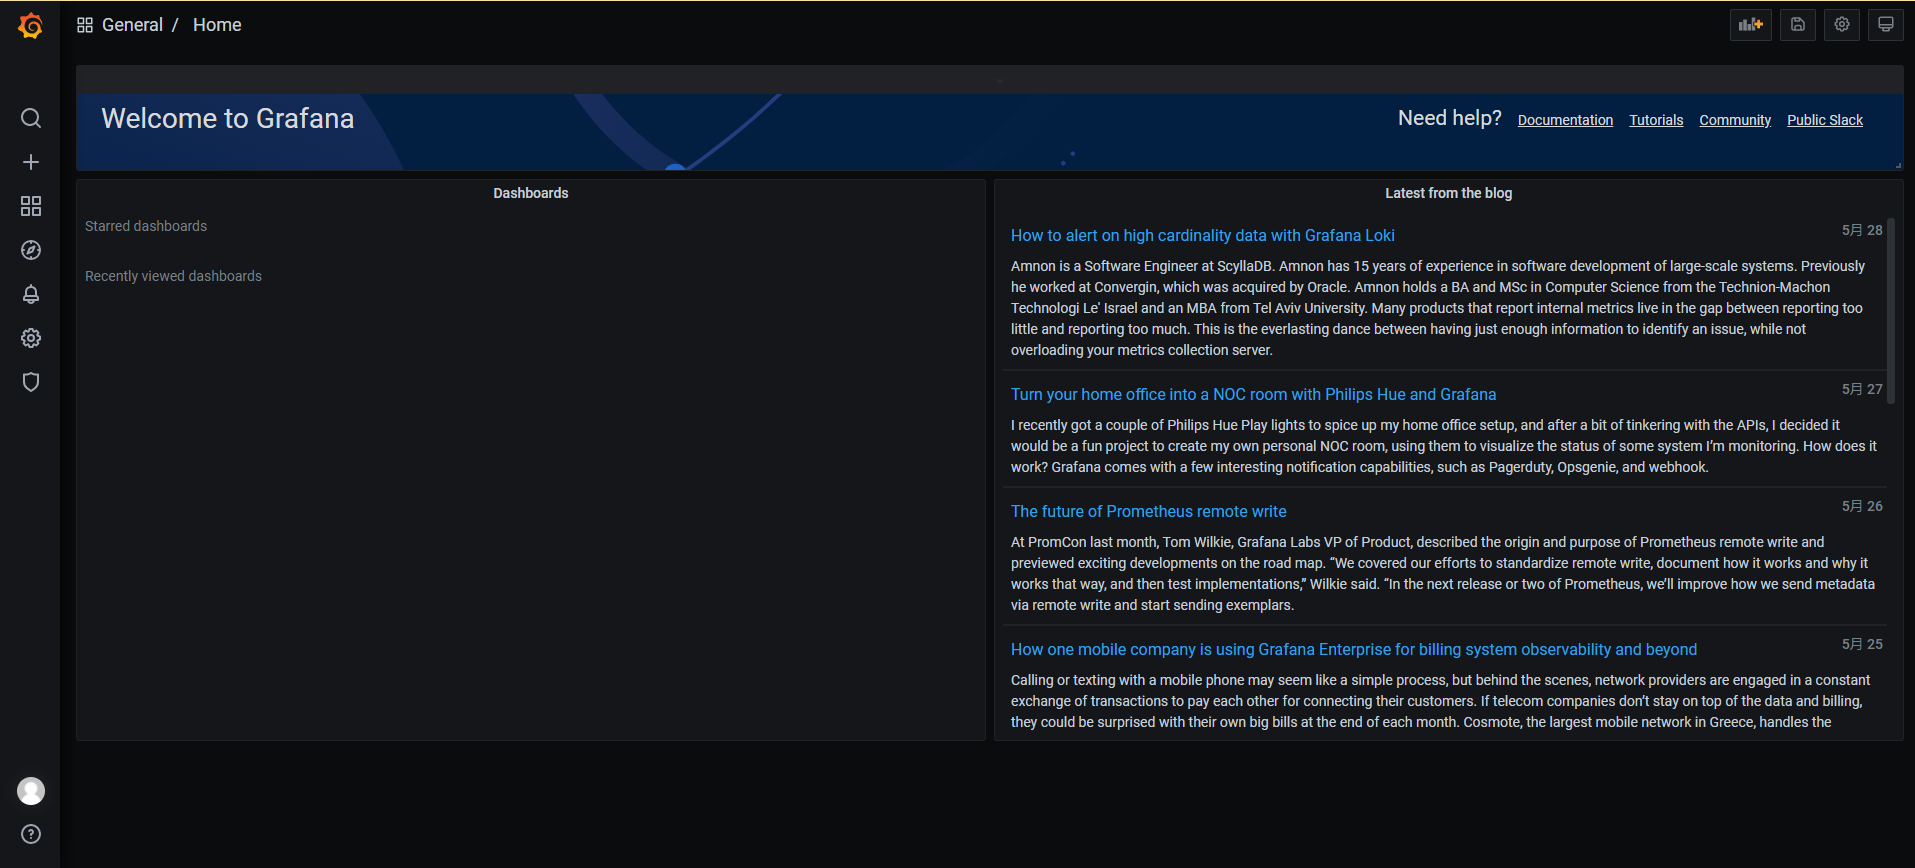 General / Home
Welcome to Grafana
Need help? Documentation Tutorials Community Public Slack
Dashboards
Starred dashboards
Recently viewed dashboards
Latest from the blog
5月 28
How to alert on high cardinality data with Grafana Loki
Amnon is a Software Engineer at ScyllaDB. Amnon has 15 years of experience in software development of large-scale systems. Previously
he worked at Convergin, which was acquired by Oracle. Amnon holds a BA and MSc in Computer Science from the Technion-Machon
Technologi Le' Israel and an MBA from Tel Aviv University. Many products that report internal metrics live in the gap between reporting too
little and reporting too much. This is the everlasting dance between having just enough information to identify an issue, while not
overloading your metrics collection server.
5月 27
Turn your home office into a NOC room with Philips Hue and Grafana
I recently got a couple of Philips Hue Play lights to spice up my home office setup, and after a bit of tinkering with the APIs, I decided it
would be a fun project to create my own personal NOC room, using them to visualize the status of some system I’m monitoring. How does it
work? Grafana comes with a few interesting notification capabilities, such as Pagerduty, Opsgenie, and webhook.
5月 26
The future of Prometheus remote write
At PromCon last month, Tom Wilkie, Grafana Labs VP of Product, described the origin and purpose of Prometheus remote write and
previewed exciting developments on the road map. “We covered our efforts to standardize remote write, document how it works and why it
works that way, and then test implementations,” Wilkie said. “In the next release or two of Prometheus, we’ll improve how we send metadata
via remote write and start sending exemplars.
5月 25
How one mobile company is using Grafana Enterprise for billing system observability and beyond
Calling or texting with a mobile phone may seem like a simple process, but behind the scenes, network providers are engaged in a constant
exchange of transactions to pay each other for connecting their customers. If telecom companies don’t stay on top of the data and billing,
they could be surprised with their own big bills at the end of each month. Cosmote, the largest mobile network in Greece, handles the